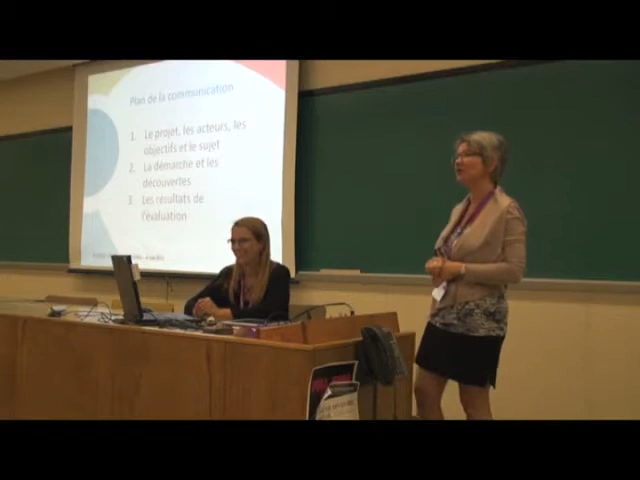 Plan de la communication
1. Le projet, les acteurs, les
objectifs et le sujet
2. La démarche et les
découvertes
3. Les résultats de
l'évaluation